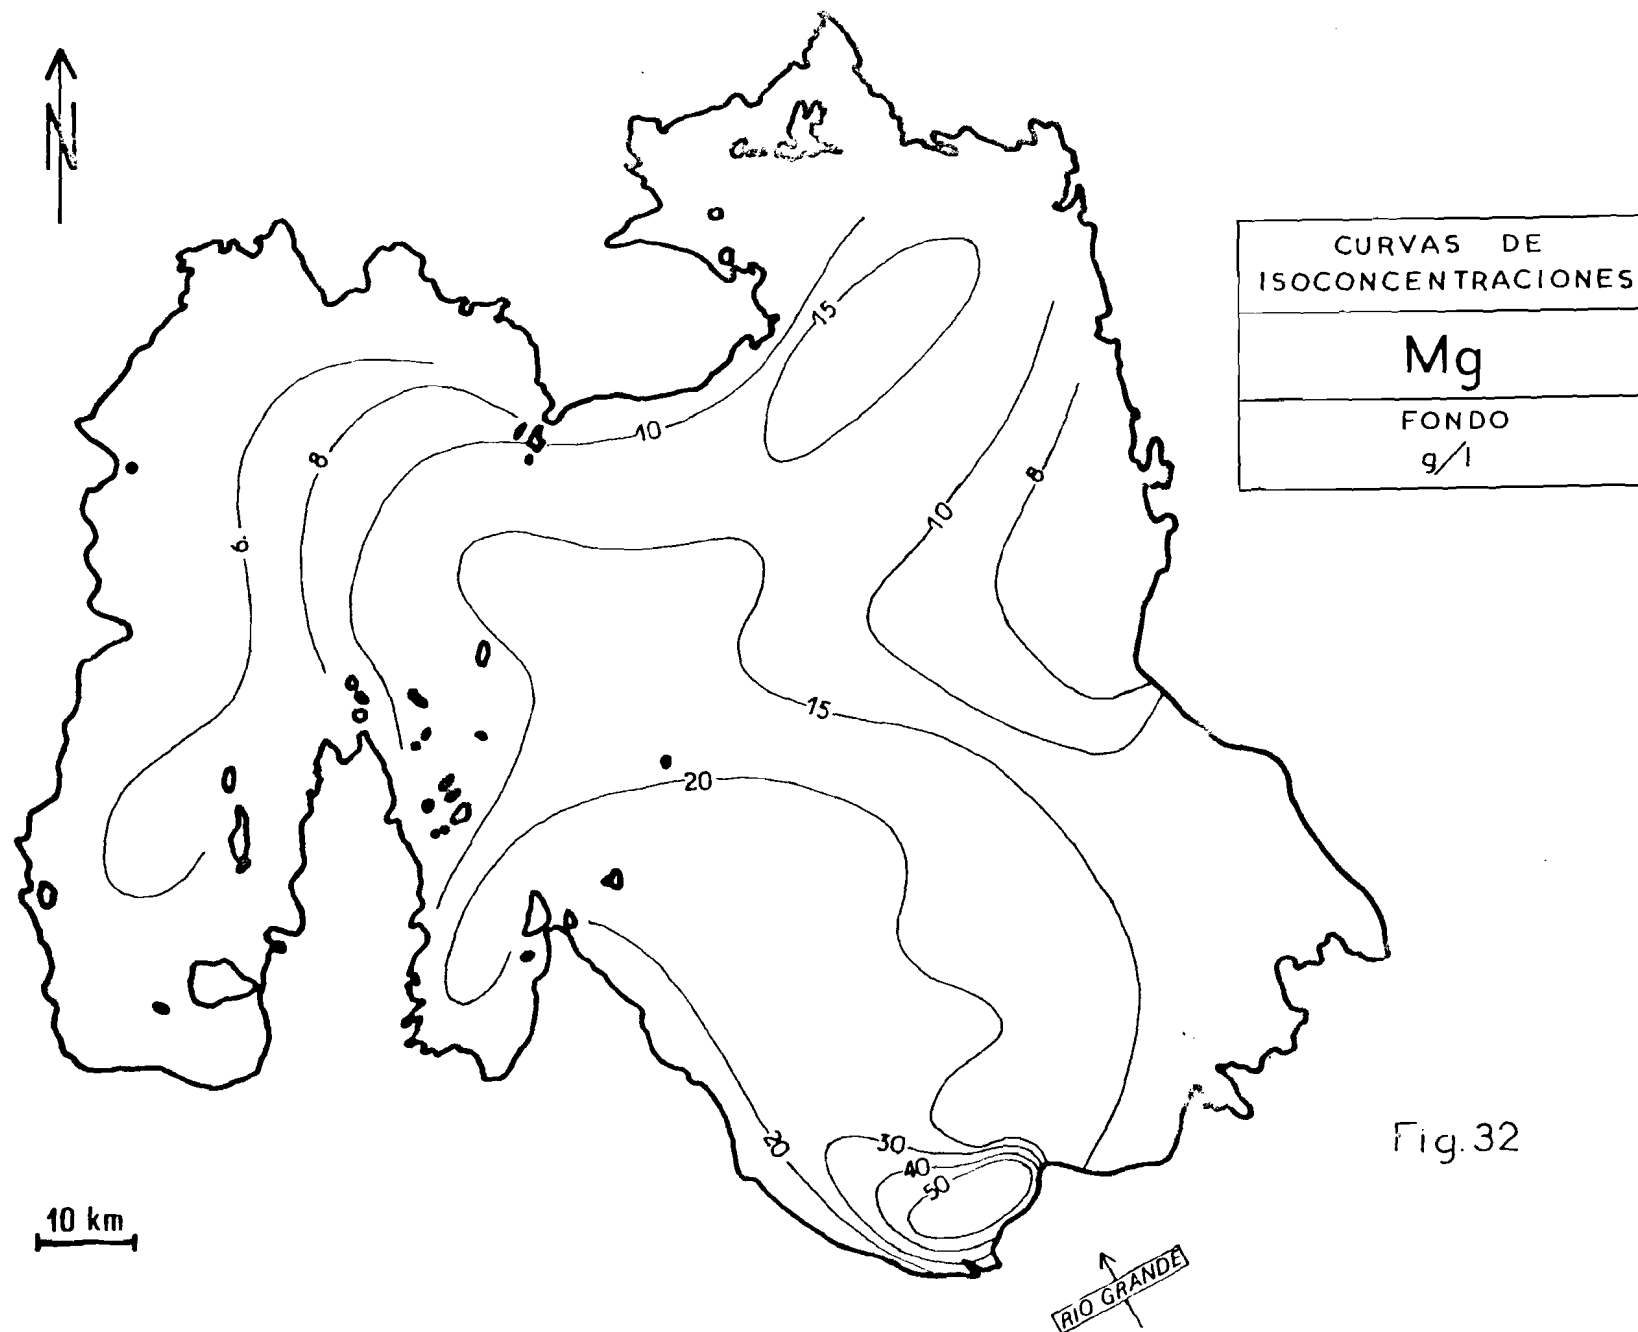 N
CURVAS DE
ISOCONCENTRACIONES
Mg
FONDO
g/l
15
10
8
10
8
6
15
20
20
30
40
50
Fig. 32
10 km
RIO GRANDE